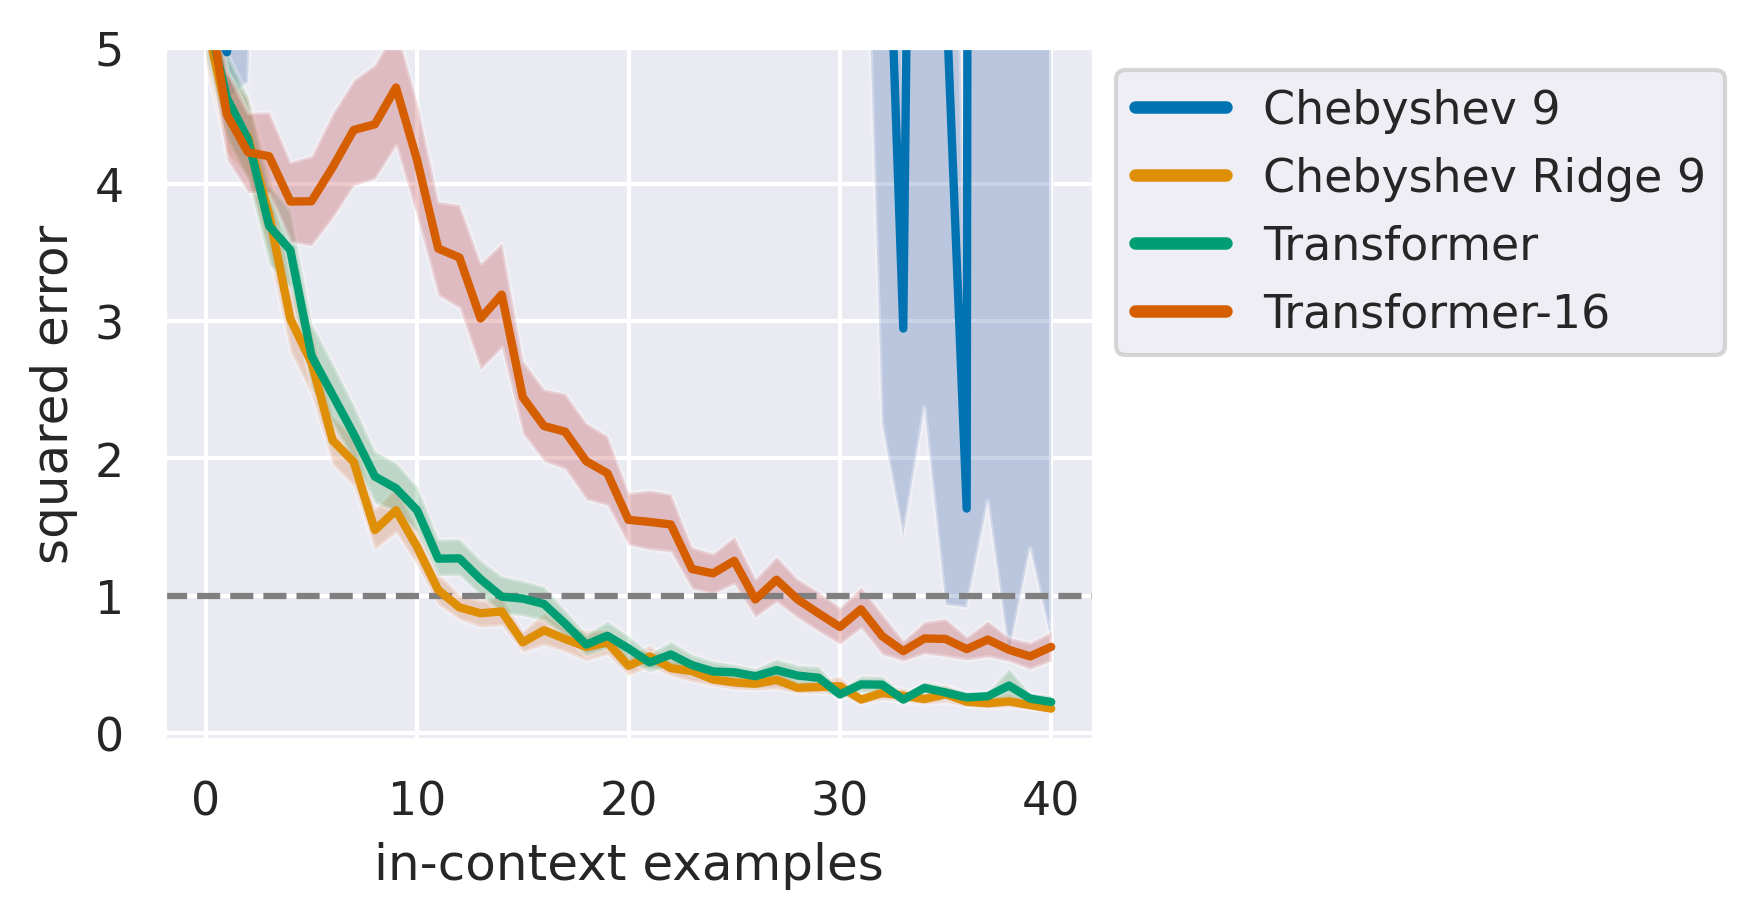 5
4
3
2
1
0
squared error
0 10 20 30 40
in-context examples
Chebyshev 9
Chebyshev Ridge 9
Transformer
Transformer-16